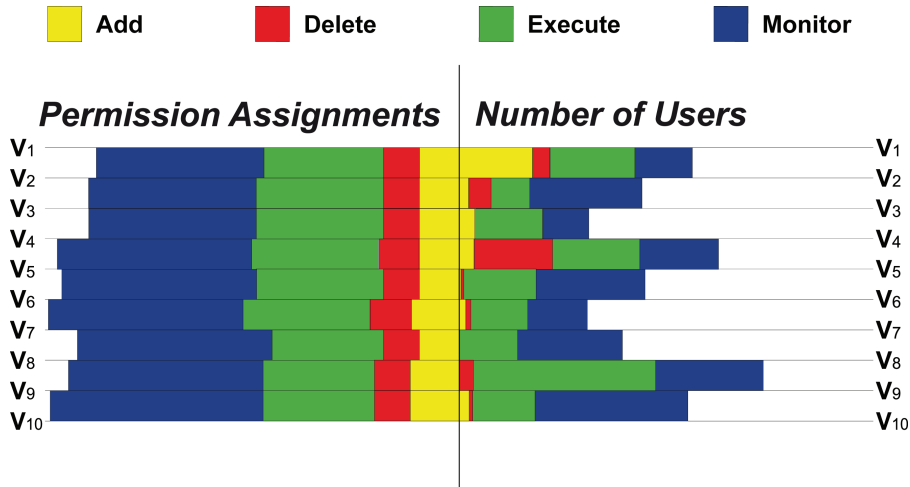 Add Delete Execute Monitor
Permission Assignments Number of Users
V1 V1
V2 V2
V3 V3
V4 V4
V5 V5
V6 V6
V7 V7
V8 V8
V9 V9
V10 V10